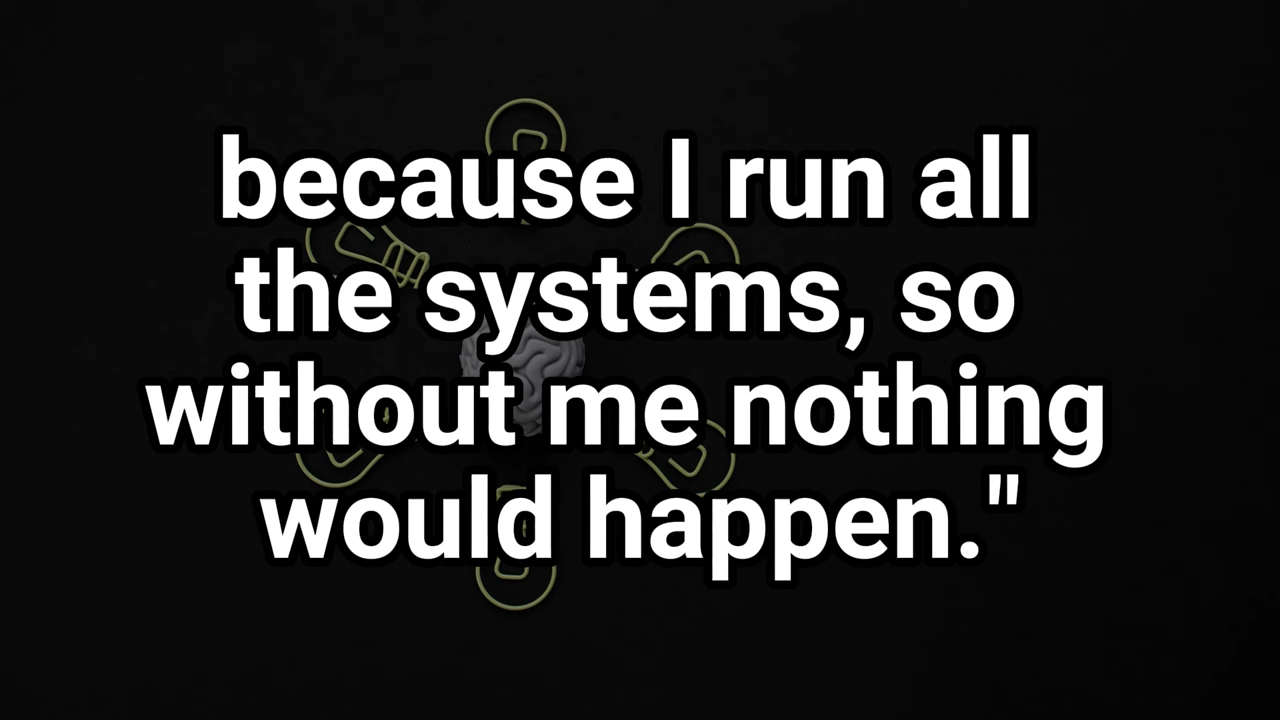 because I run all
the systems, so
without me nothing
would happen."